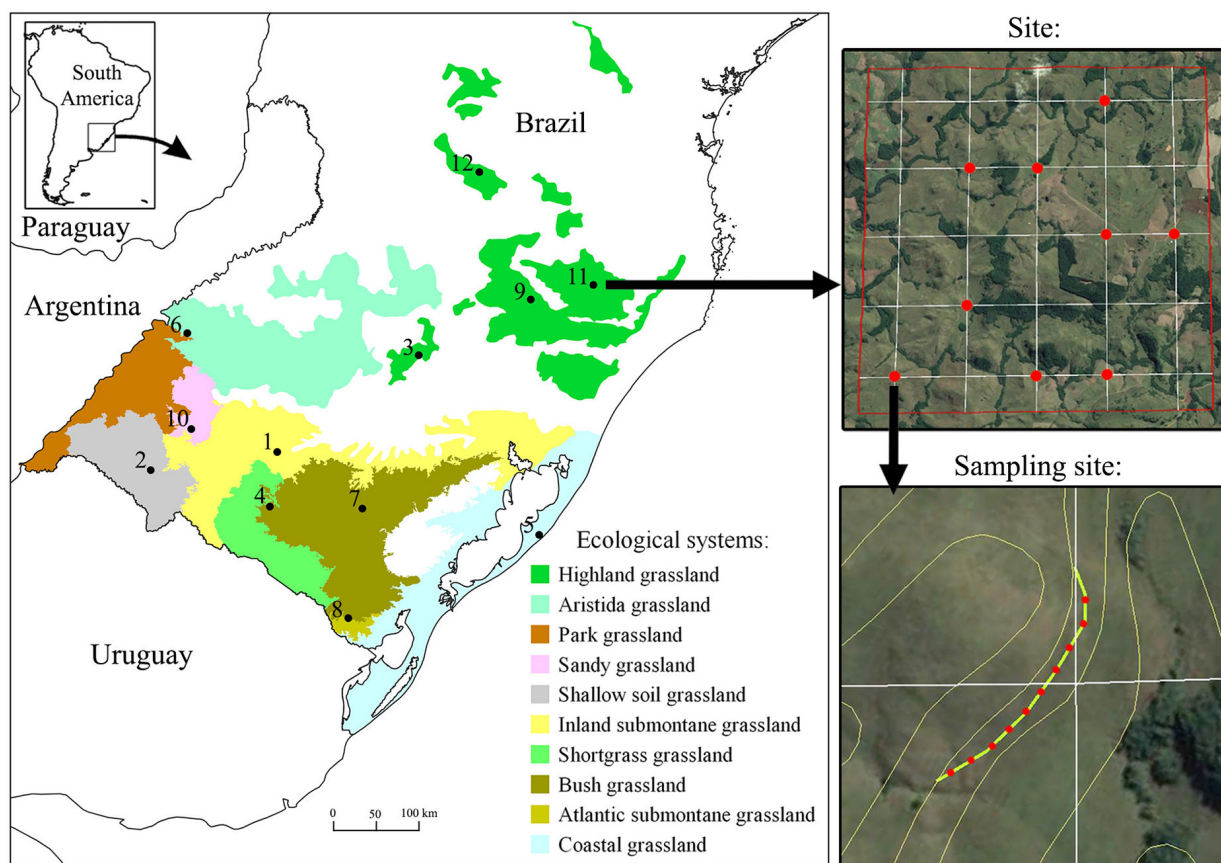 South
America
Paraguay
Argentina
Brazil
Uruguay
12
11
9
6
3
10
1
2
4
7
5
8
Ecological systems:
Highland grassland
Aristida grassland
Park grassland
Sandy grassland
Shallow soil grassland
Inland submontane grassland
Shortgrass grassland
Bush grassland
Atlantic submontane grassland
Coastal grassland
0 100 km
Site:
Sampling site: